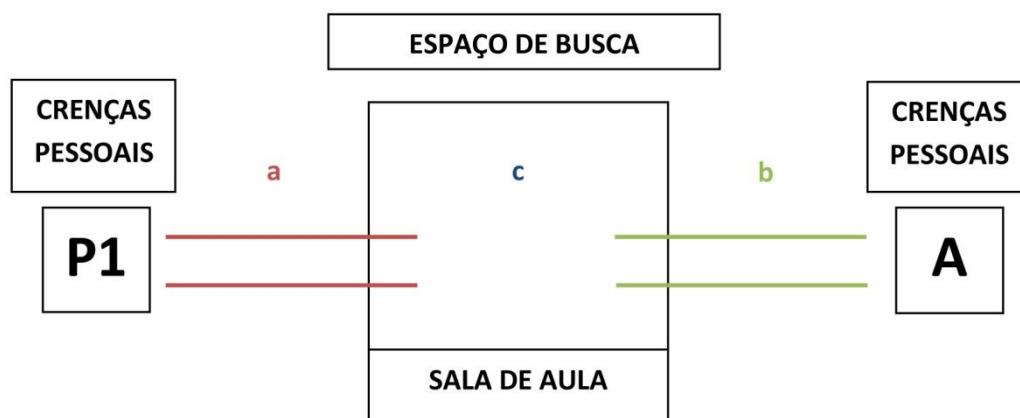 ESPAÇO DE BUSCA
CRENÇAS
PESSOAIS
CRENÇAS
PESSOAIS
a
c
b
P1
A
SALA DE AULA